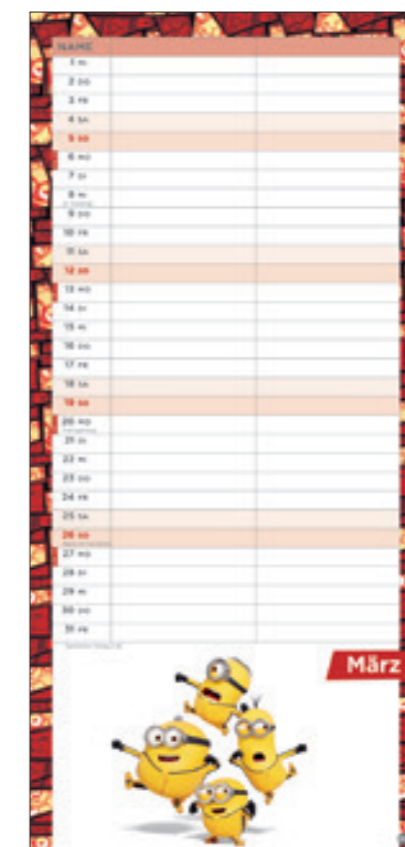 NAME
1 MI
2 DO
3 FR
4 SA
5 SO
6 MO
7 DI
8 MI
9 DO
10 FR
11 SA
12 SO
13 MO
14 DI
15 MI
16 DO
17 FR
18 SA
19 SO
20 MO
21 DI
22 MI
23 DO
24 FR
25 SA
26 SO
27 MO
28 DI
29 MI
30 DO
31 FR
März